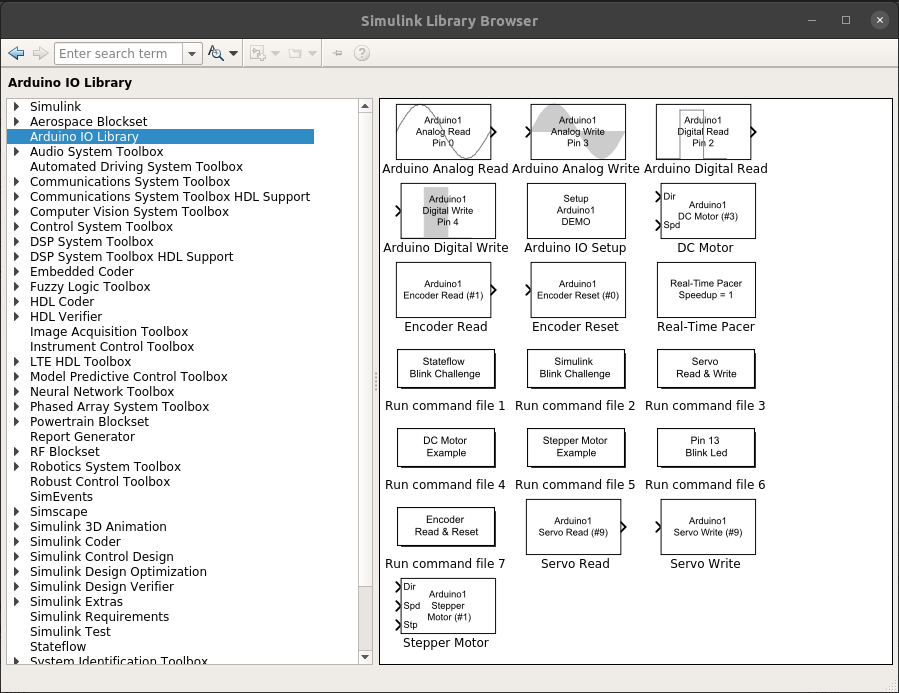 Simulink Library Browser
Enter search term
Arduino IO Library
Simulink
Aerospace Blockset
Arduino IO Library
Audio System Toolbox
Automated Driving System Toolbox
Communications System Toolbox
Communications System Toolbox HDL Support
Computer Vision System Toolbox
Control System Toolbox
DSP System Toolbox
DSP System Toolbox HDL Support
Embedded Coder
Fuzzy Logic Toolbox
HDL Coder
HDL Verifier
Image Acquisition Toolbox
Instrument Control Toolbox
LTE HDL Toolbox
Model Predictive Control Toolbox
Neural Network Toolbox
Phased Array System Toolbox
Powertrain Blockset
Report Generator
RF Blockset
Robotics System Toolbox
Robust Control Toolbox
SimEvents
Simscape
Simulink 3D Animation
Simulink Coder
Simulink Control Design
Simulink Design Optimization
Simulink Design Verifier
Simulink Extras
Simulink Requirements
Simulink Test
Stateflow
System Identification Toolbox
Arduino1
Analog Read
Pin 0
Arduino Analog Read
Arduino1
Analog Write
Pin 3
Arduino Analog Write
Arduino1
Digital Read
Pin 2
Arduino Digital Read
Arduino1
Digital Write
Pin 4
Arduino Digital Write
Setup
Arduino1
DEMO
Arduino IO Setup
Dir
Spd
Arduino1
DC Motor (#3)
DC Motor
Arduino1
Encoder Read (#1)
Encoder Read
Arduino1
Encoder Reset (#0)
Encoder Reset
Real-Time Pacer
Speedup = 1
Real-Time Pacer
Stateflow
Blink Challenge
Run command file 1
Simulink
Blink Challenge
Run command file 2
Servo
Read & Write
Run command file 3
DC Motor
Example
Run command file 4
Stepper Motor
Example
Run command file 5
Pin 13
Blink Led
Run command file 6
Encoder
Read & Reset
Run command file 7
Arduino1
Servo Read (#9)
Servo Read
Arduino1
Servo Write (#9)
Servo Write
Dir
Spd
Stp
Arduino1
Stepper
Motor (#1)
Stepper Motor